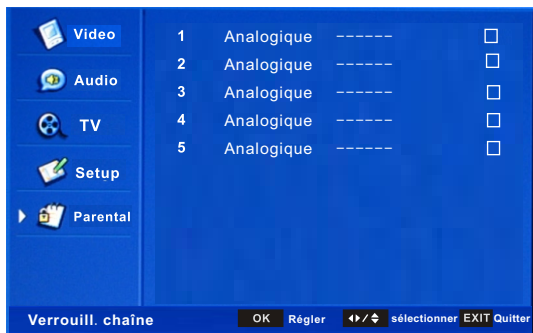 Video
Audio
TV
Setup
Parental
1 Analogique ------
2 Analogique ------
3 Analogique ------
4 Analogique ------
5 Analogique ------
Verrouill. chaîne OK Régler / sélectionner EXIT Quitter